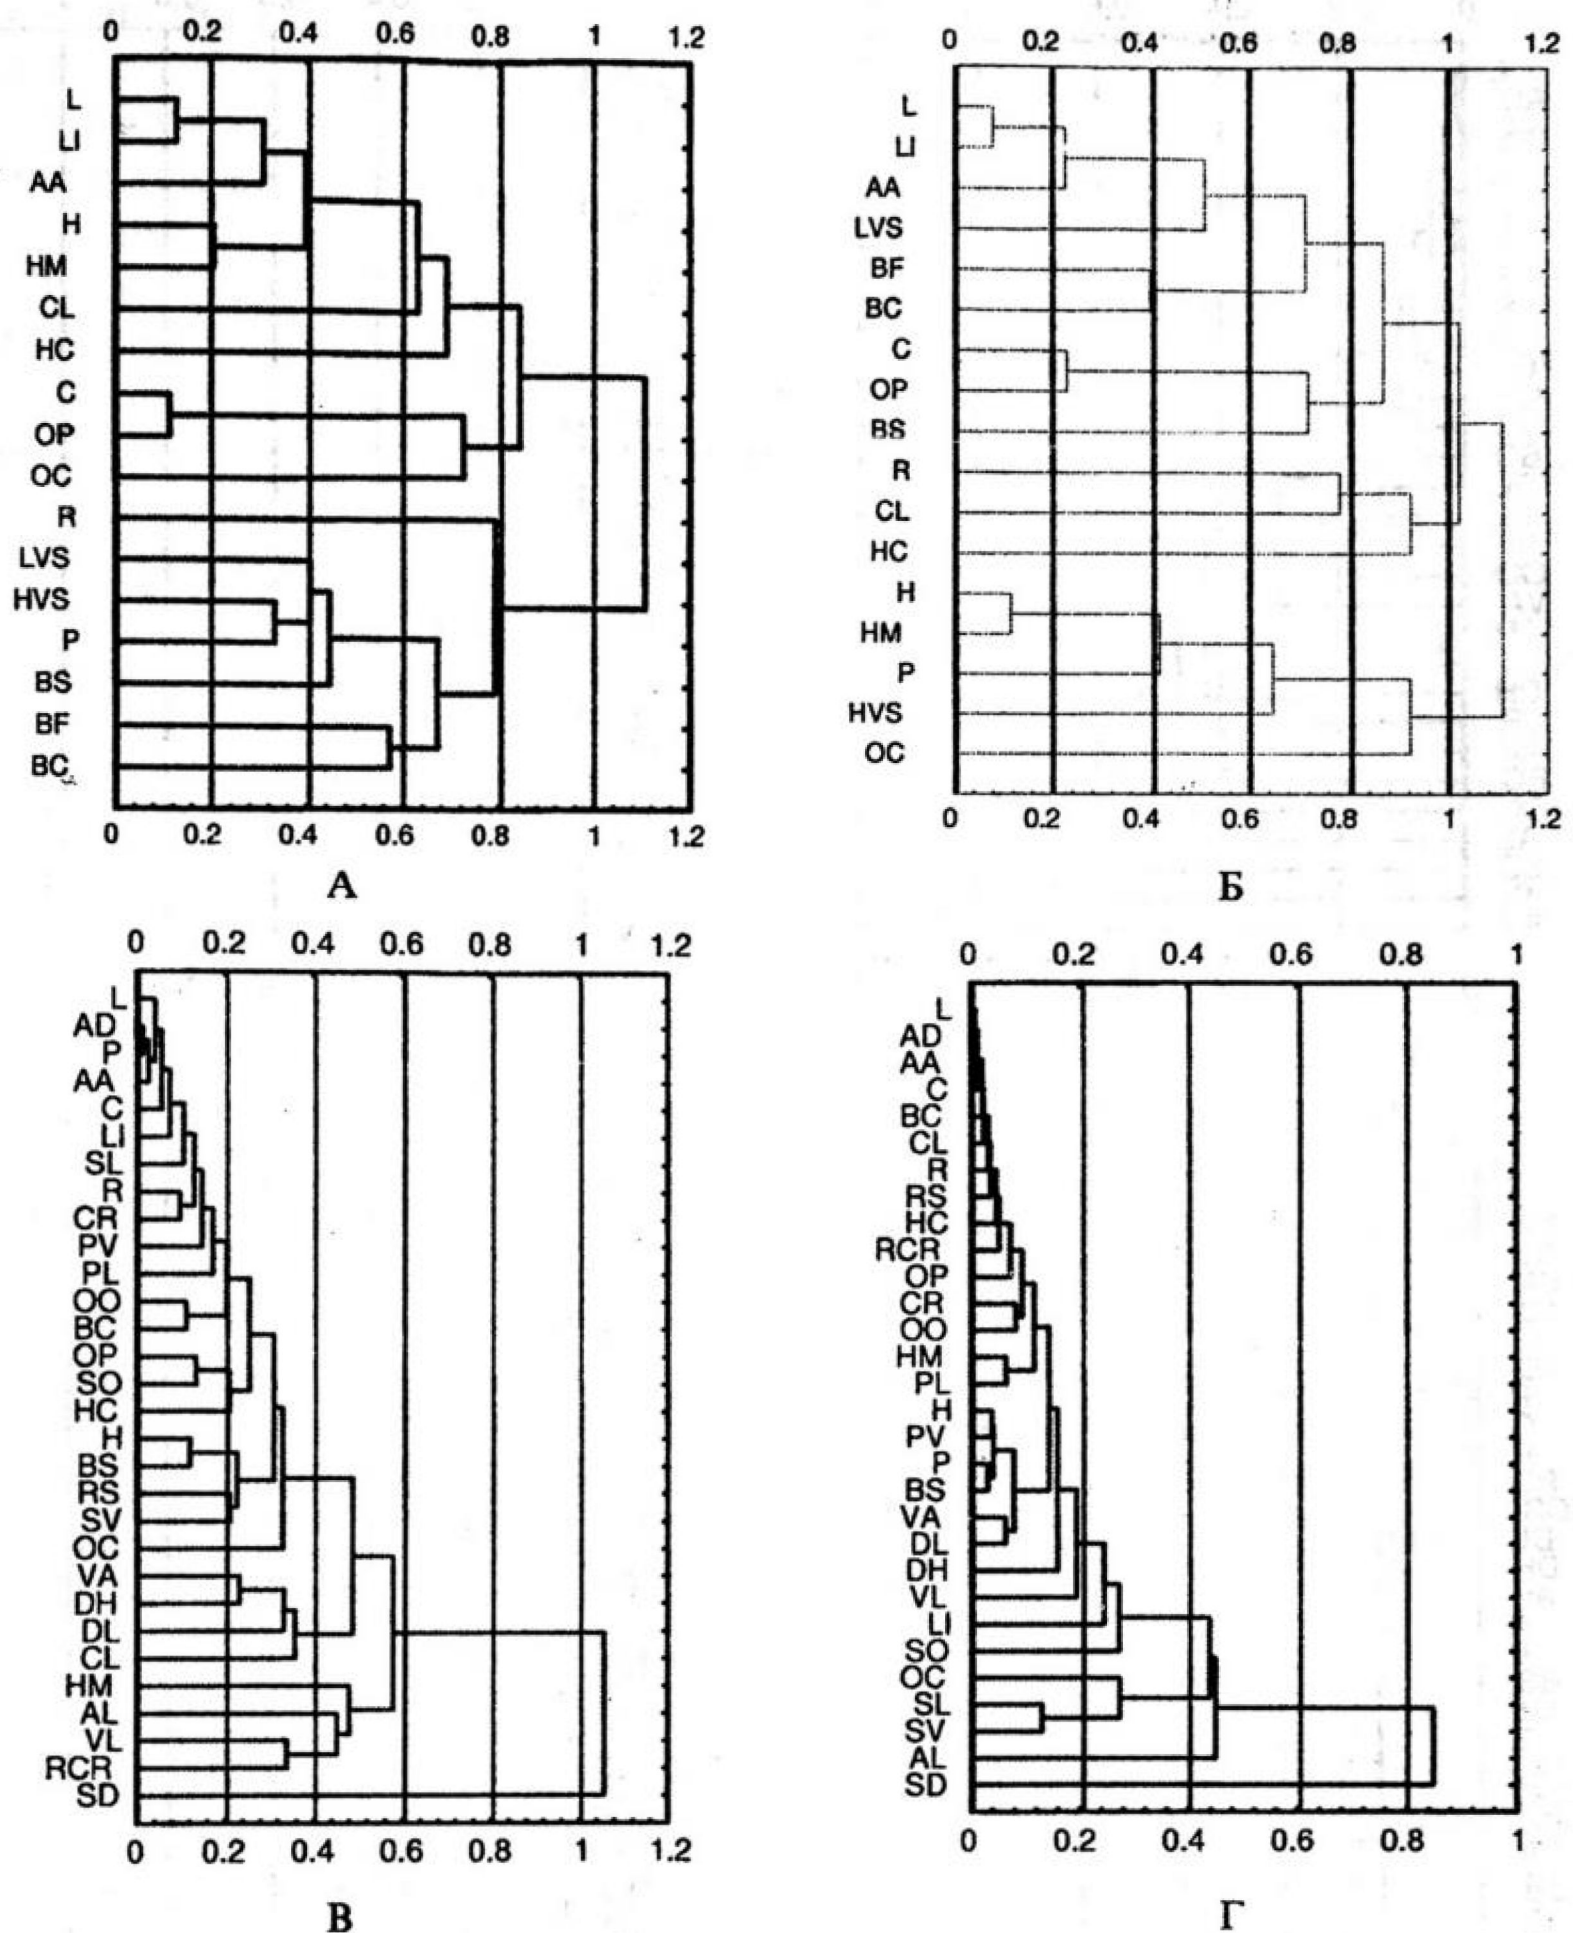 0 0.2 0.4 0.6 0.8 1 1.2
L
LI
AA
H
HM
CL
HC
C
OP
OC
R
LVS
HVS
P
BS
BF
BC
0 0.2 0.4 0.6 0.8 1 1.2
А
0 0.2 0.4 0.6 0.8 1 1.2
L
LI
AA
LVS
BF
BC
C
OP
BS
R
CL
HC
H
HM
P
HVS
OC
0 0.2 0.4 0.6 0.8 1 1.2
Б
0 0.2 0.4 0.6 0.8 1 1.2
L
AD
P
AA
C
LI
SL
R
CR
PV
PL
OO
BC
OP
SO
HC
H
BS
RS
SV
OC
VA
DH
DL
CL
HM
AL
VL
RCR
SD
0 0.2 0.4 0.6 0.8 1 1.2
В
0 0.2 0.4 0.6 0.8 1
L
AD
AA
C
BC
CL
R
RS
HC
RCR
OP
CR
OO
HM
PL
H
PV
P
BS
VA
DL
DH
VL
LI
SO
OC
SL
SV
AL
SD
0 0.2 0.4 0.6 0.8 1
Г